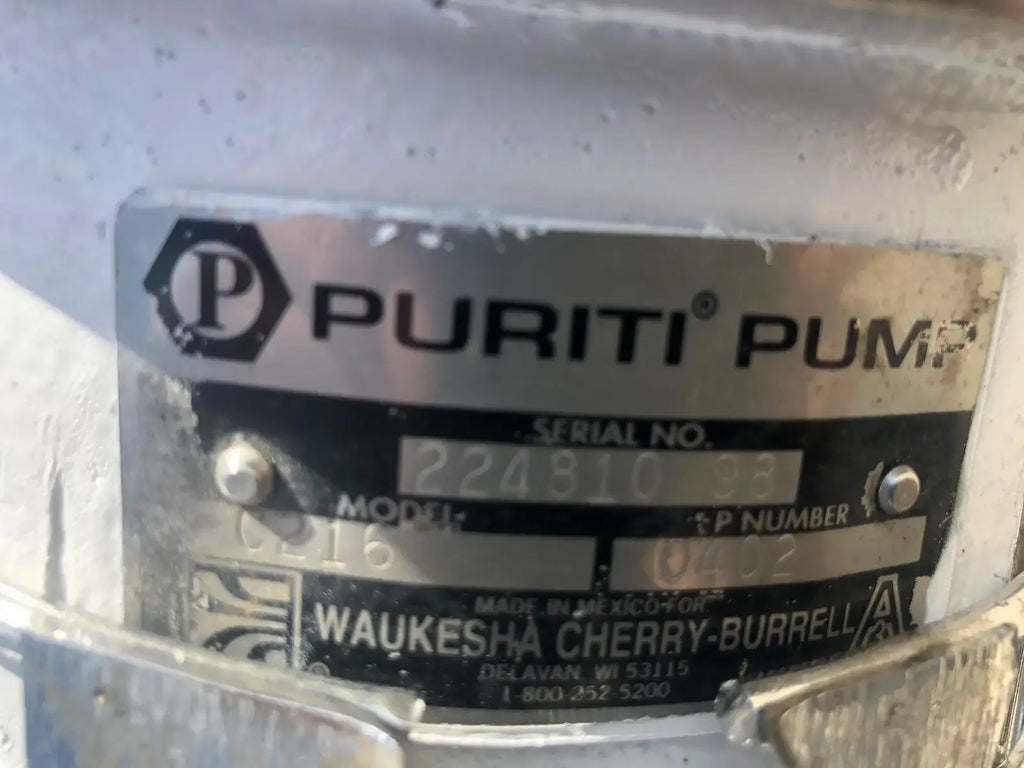 P PURITI® PUMP
SERIAL NO.
224810 98
MODEL
C216
P NUMBER
0402
MADE IN MEXICO FOR
WAUKESHA CHERRY-BURRELL
DELAVAN, WI 53115
1-800-252-5200